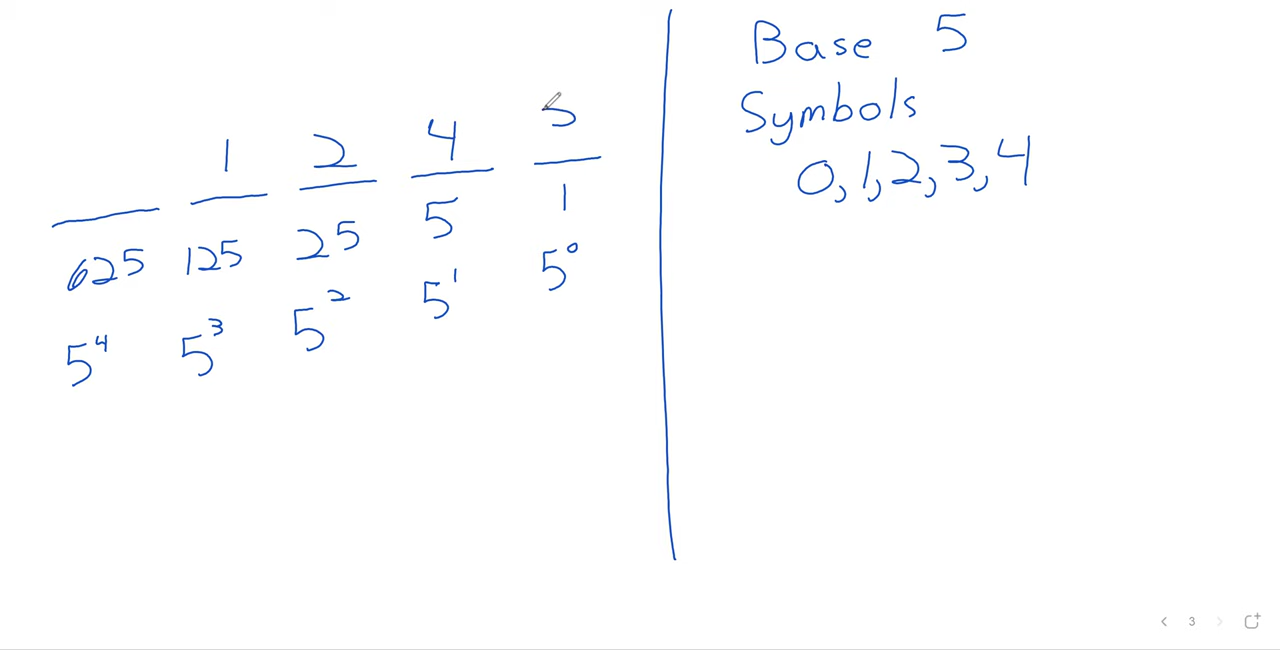 1 2 4
625 125 25 5 1
5⁴ 5³ 5² 5¹ 5⁰
Base 5
Symbols
0, 1, 2, 3, 4
3